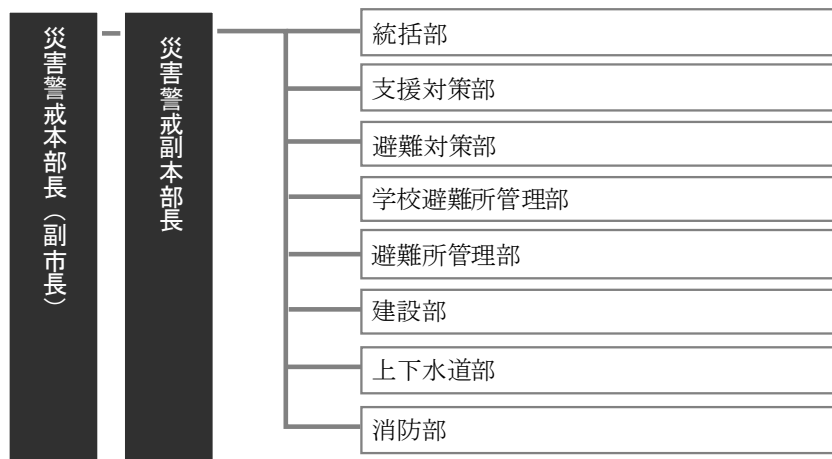 災害警戒本部長（副市長）
災害警戒副本部長
統括部
支援対策部
避難対策部
学校避難所管理部
避難所管理部
建設部
上下水道部
消防部